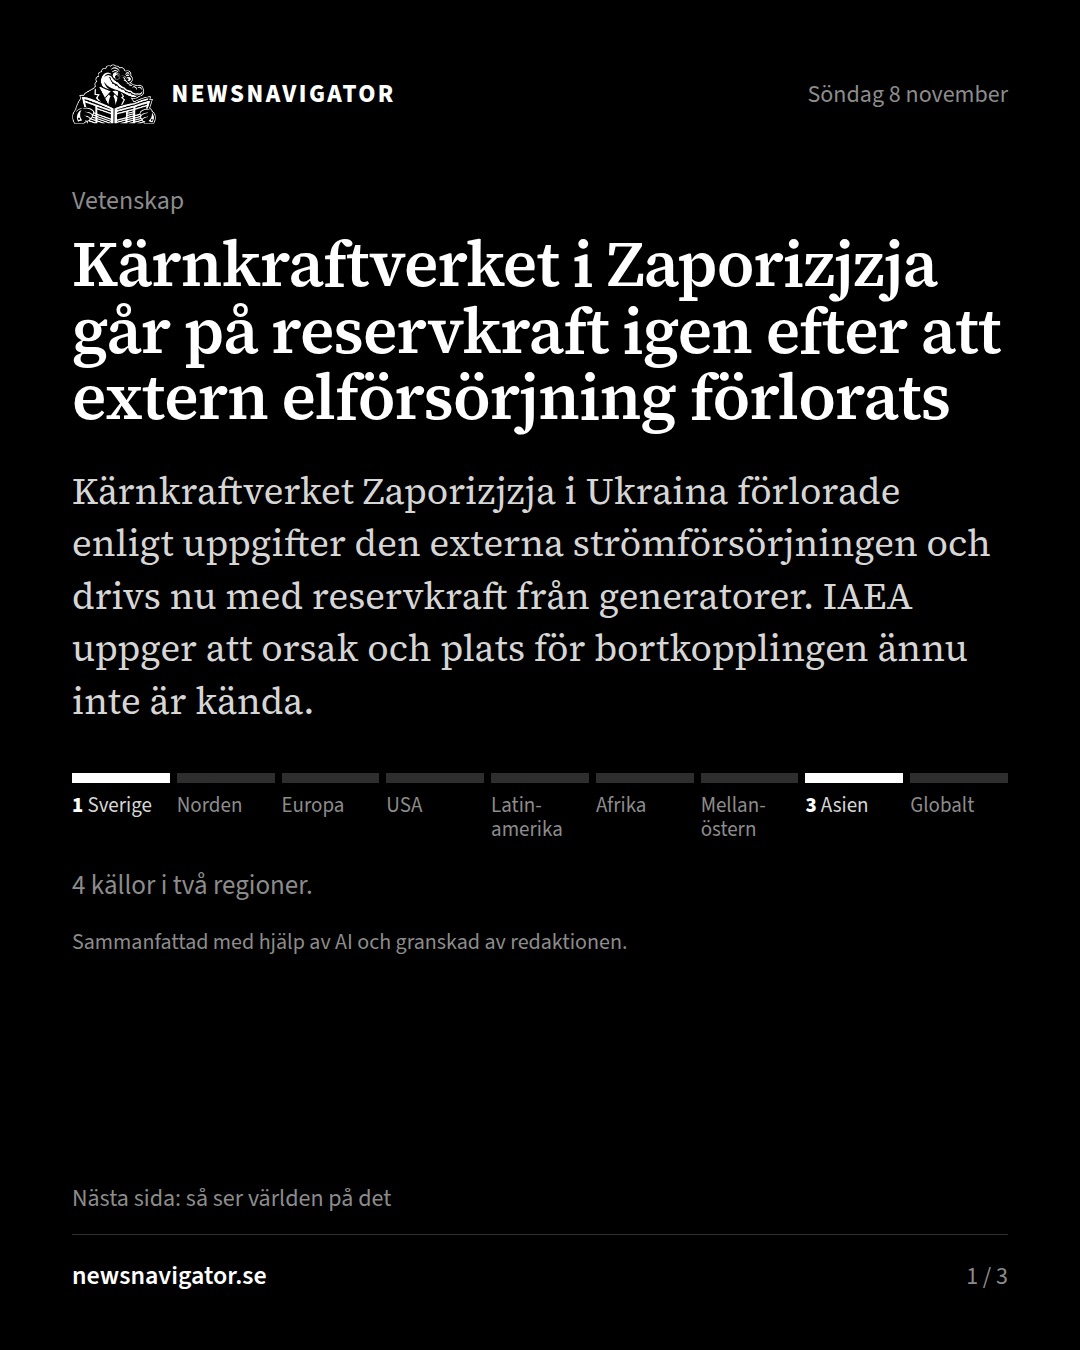 NEWSNAVIGATOR
Söndag 8 november
Vetenskap
Kärnkraftverket i Zaporizjzja
går på reservkraft igen efter att
extern elförsörjning förlorats
Kärnkraftverket Zaporizjzja i Ukraina förlorade
enligt uppgifter den externa strömförsörjningen och
drivs nu med reservkraft från generatorer. IAEA
uppger att orsak och plats för bortkopplingen ännu
inte är kända.
1 Sverige
Norden
Europa
USA
Latin-
amerika
Afrika
Mellan-
östern
3 Asien
Globalt
4 källor i två regioner.
Sammanfattad med hjälp av AI och granskad av redaktionen.
Nästa sida: så ser världen på det
newsnavigator.se
1 / 3